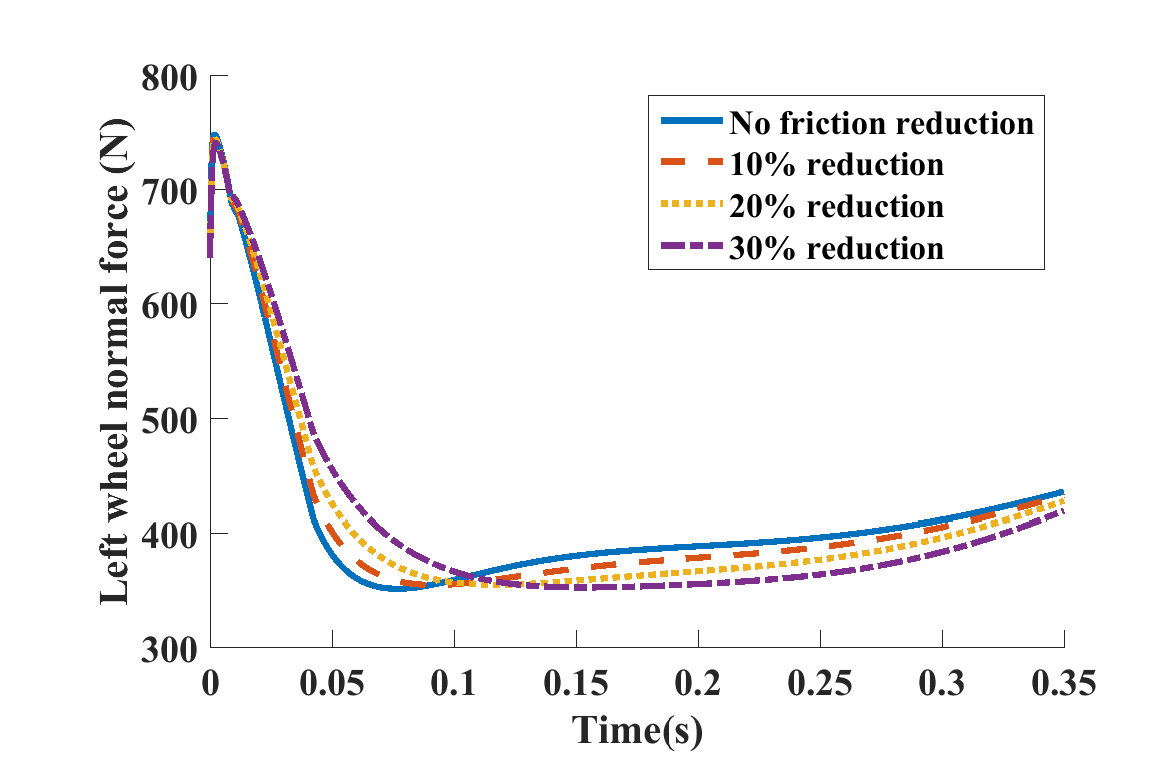 800
700
600
500
400
300
0
0.05
0.1
0.15
0.2
0.25
0.3
0.35
Time(s)
Left wheel normal force (N)
No friction reduction
10% reduction
20% reduction
30% reduction